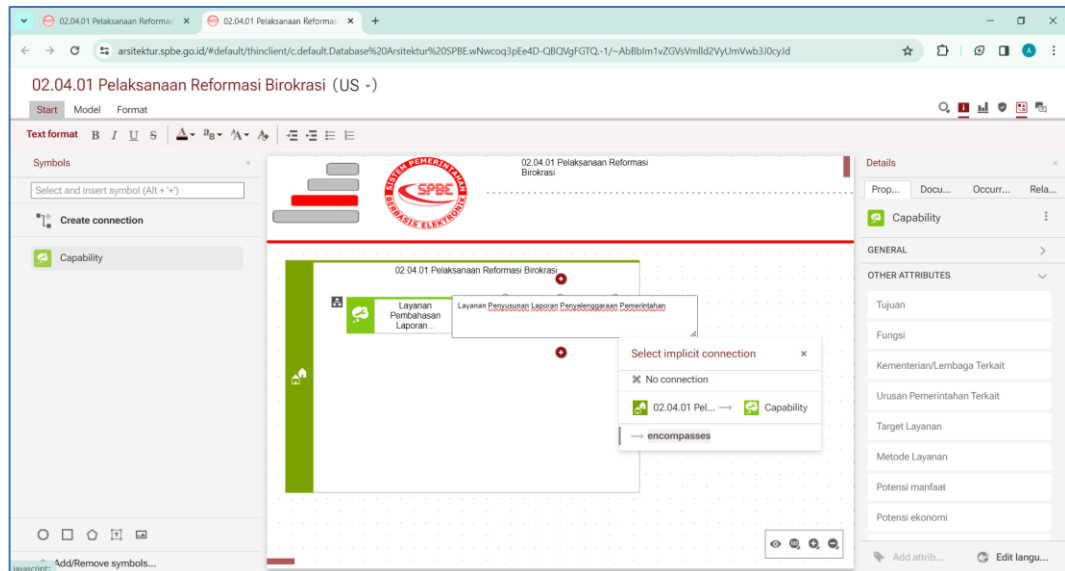 02.04.01 Pelaksanaan Reformas
02.04.01 Pelaksanaan Reformas
arsitektur.spbe.go.id/#default/thinclient/c.default.Database%20Arsitektur%20SPBE.wNwcoq3pEe4D-QBQVgFGTQ.-1/~AbBbIm1vZGVsVmlld2VyUmVwb3J0cyJd
A
02.04.01 Pelaksanaan Reformasi Birokrasi (US -)
Start Model Format
Text format B I U S
Symbols
Select and insert symbol (Alt + '+')
Create connection
Capability
Add/Remove symbols...
javascript:
SISTEM PEMERINTAHAN
SPBE
BERBASIS ELEKTRONIK
02.04.01 Pelaksanaan Reformasi
Birokrasi
02.04.01 Pelaksanaan Reformasi Birokrasi
Layanan
Pembahasan
Laporan...
Layanan Penyusunan Laporan Penyelenggaraan Pemerintahan
Select implicit connection
No connection
02.04.01 Pel... Capability
encompasses
Details
Prop... Docu... Occurr... Rela...
Capability
GENERAL
OTHER ATTRIBUTES
Tujuan
Fungsi
Kementerian/Lembaga Terkait
Urusan Pemerintahan Terkait
Target Layanan
Metode Layanan
Potensi manfaat
Potensi ekonomi
Add attrib... Edit langu...